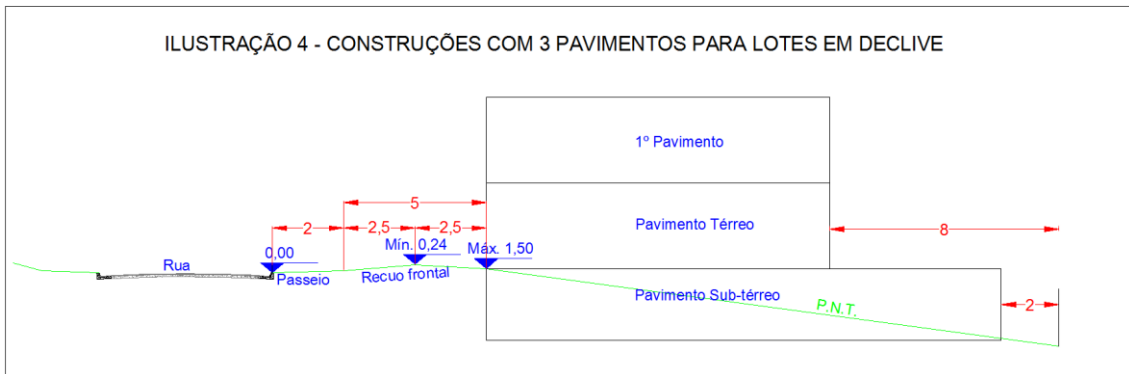 ILUSTRAÇÃO 4 - CONSTRUÇÕES COM 3 PAVIMENTOS PARA LOTES EM DECLIVE
1º Pavimento
5
2
2,5
2,5
Pavimento Térreo
8
0,00
Mín. 0,24
Máx. 1,50
Rua
Passeio
Recuo frontal
Pavimento Sub-térreo
P.N.T.
2